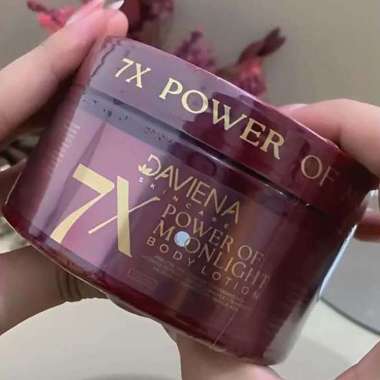 7X POWER OF
DAVIENA
SKINCARE
7X
POWER OF
MOONLIGHT
BODY LOTION